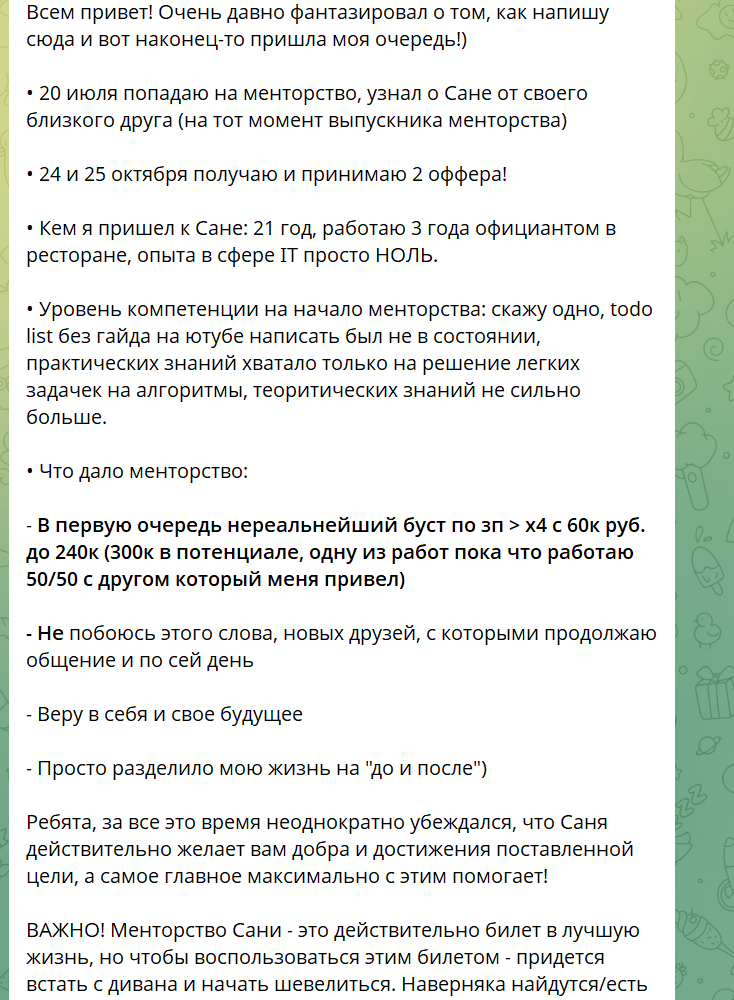 Всем привет! Очень давно фантазировал о том, как напишу
сюда и вот наконец-то пришла моя очередь!)
• 20 июля попадаю на менторство, узнал о Сане от своего
близкого друга (на тот момент выпускника менторства)
• 24 и 25 октября получаю и принимаю 2 оффера!
• Кем я пришел к Сане: 21 год, работаю 3 года официантом в
ресторане, опыта в сфере IT просто НОЛЬ.
• Уровень компетенции на начало менторства: скажу одно, todo
list без гайда на ютубе написать был не в состоянии,
практических знаний хватало только на решение легких
задачек на алгоритмы, теоритических знаний не сильно
больше.
• Что дало менторство:
- В первую очередь нереальнейший буст по зп > x4 с 60к руб.
до 240к (300к в потенциале, одну из работ пока что работаю
50/50 с другом который меня привел)
- Не побоюсь этого слова, новых друзей, с которыми продолжаю
общение и по сей день
- Веру в себя и свое будущее
- Просто разделило мою жизнь на "до и после")
Ребята, за все это время неоднократно убеждался, что Саня
действительно желает вам добра и достижения поставленной
цели, а самое главное максимально с этим помогает!
ВАЖНО! Менторство Сани - это действительно билет в лучшую
жизнь, но чтобы воспользоваться этим билетом - придется
встать с дивана и начать шевелиться. Наверняка найдутся/есть